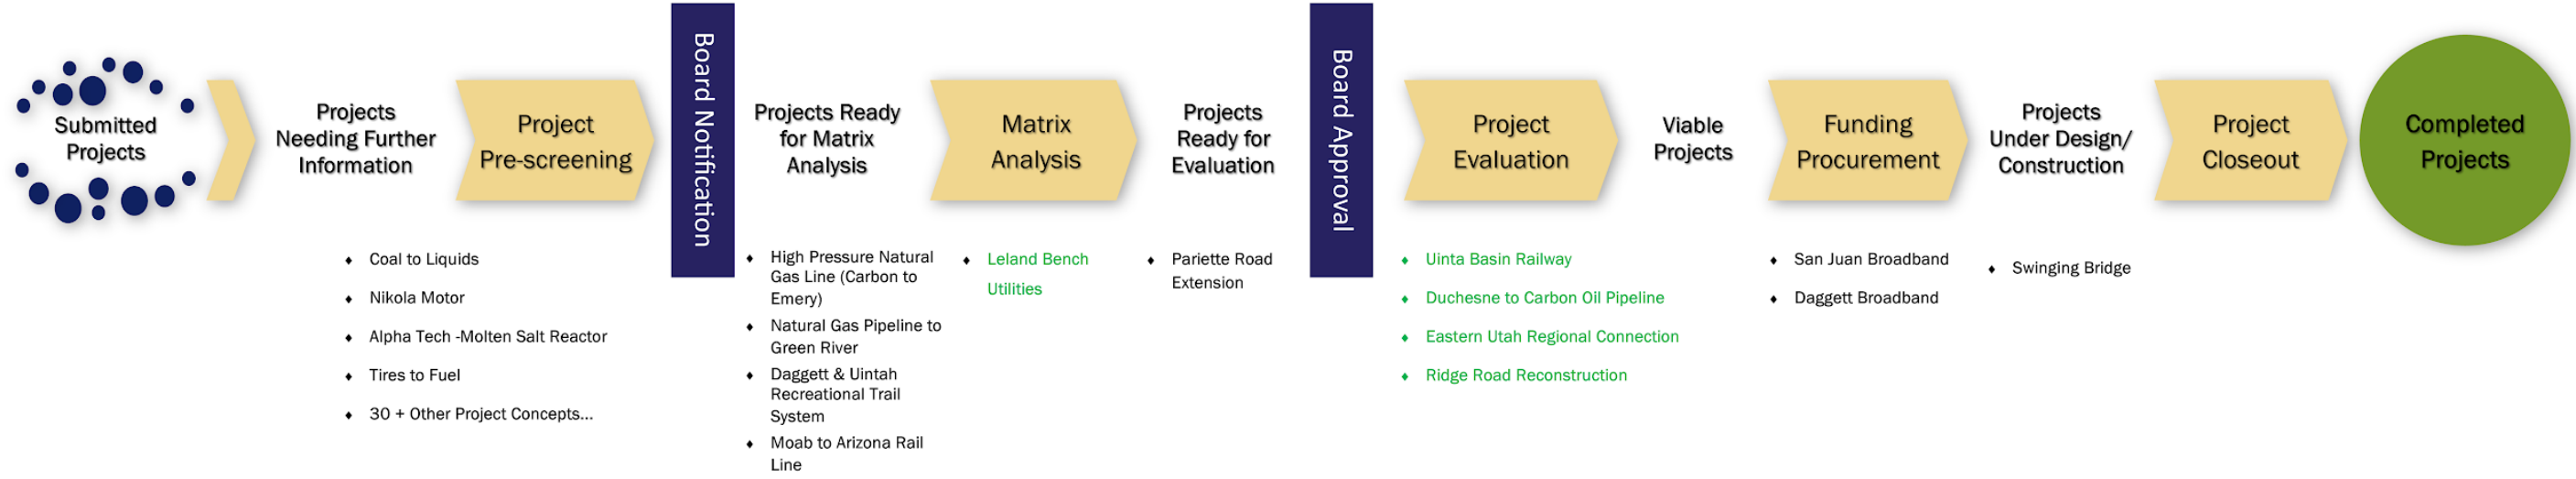 Submitted
Projects
Projects
Needing Further
Information
Project
Pre-screening
Board Notification
Projects Ready
for Matrix
Analysis
Matrix
Analysis
Projects
Ready for
Evaluation
Board Approval
Project
Evaluation
Viable
Projects
Funding
Procurement
Projects
Under Design/
Construction
Project
Closeout
Completed
Projects
♦ Coal to Liquids
♦ Nikola Motor
♦ Alpha Tech -Molten Salt Reactor
♦ Tires to Fuel
♦ 30 + Other Project Concepts...
♦ High Pressure Natural
Gas Line (Carbon to
Emery)
♦ Natural Gas Pipeline to
Green River
♦ Daggett & Uintah
Recreational Trail
System
♦ Moab to Arizona Rail
Line
♦ Leland Bench
Utilities
♦ Pariette Road
Extension
♦ Uinta Basin Railway
♦ Duchesne to Carbon Oil Pipeline
♦ Eastern Utah Regional Connection
♦ Ridge Road Reconstruction
♦ San Juan Broadband
♦ Daggett Broadband
♦ Swinging Bridge